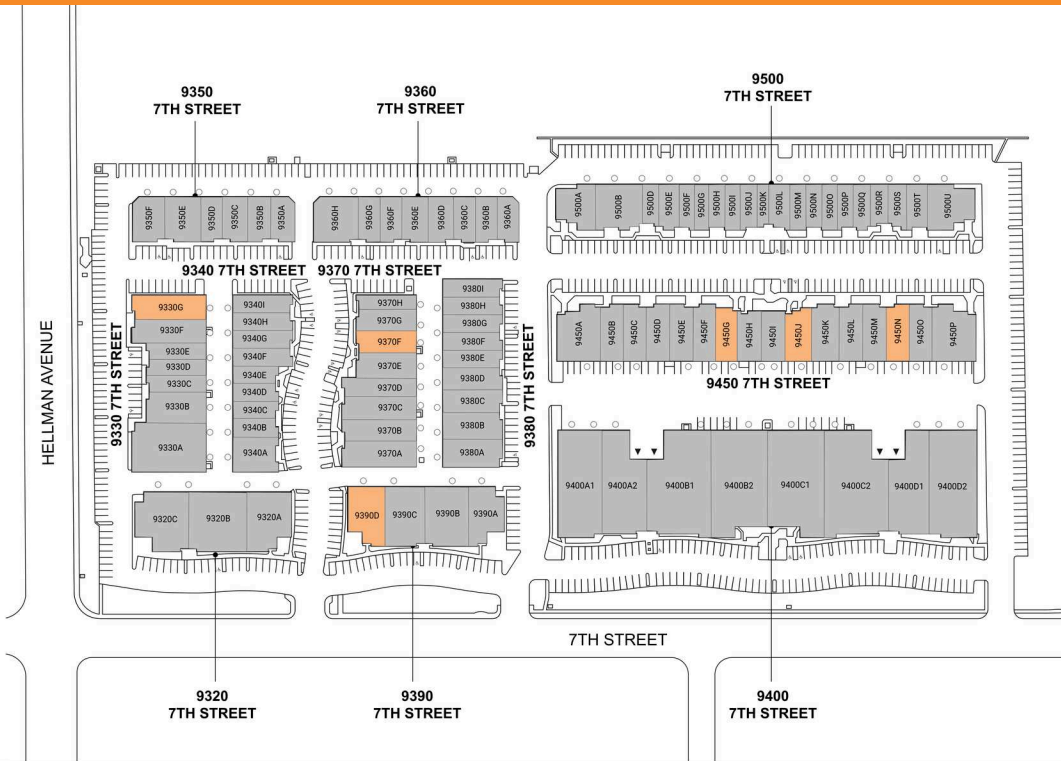 9350
7TH STREET
9360
7TH STREET
9500
7TH STREET
9350F
9350E
9350D
9350C
9350B
9350A
9360H
9360G
9360F
9360E
9360D
9360C
9360B
9360A
9500A
9500B
9500D
9500E
9500F
9500G
9500H
9500I
9500J
9500K
9500L
9500M
9500N
9500O
9500P
9500Q
9500R
9500S
9500T
9500U
9340 7TH STREET
9370 7TH STREET
HELLMAN AVENUE
9330 7TH STREET
9330G
9330F
9330E
9330D
9330C
9330B
9330A
9340I
9340H
9340G
9340F
9340E
9340D
9340C
9340B
9340A
9370H
9370G
9370F
9370E
9370D
9370C
9370B
9370A
9380I
9380H
9380G
9380F
9380E
9380D
9380C
9380B
9380A
9380 7TH STREET
9450A
9450B
9450C
9450D
9450E
9450F
9450G
9450H
9450I
9450J
9450K
9450L
9450M
9450N
9450O
9450P
9450 7TH STREET
9320C
9320B
9320A
9390D
9390C
9390B
9390A
9400A1
9400A2
9400B1
9400B2
9400C1
9400C2
9400D1
9400D2
7TH STREET
9320
7TH STREET
9390
7TH STREET
9400
7TH STREET